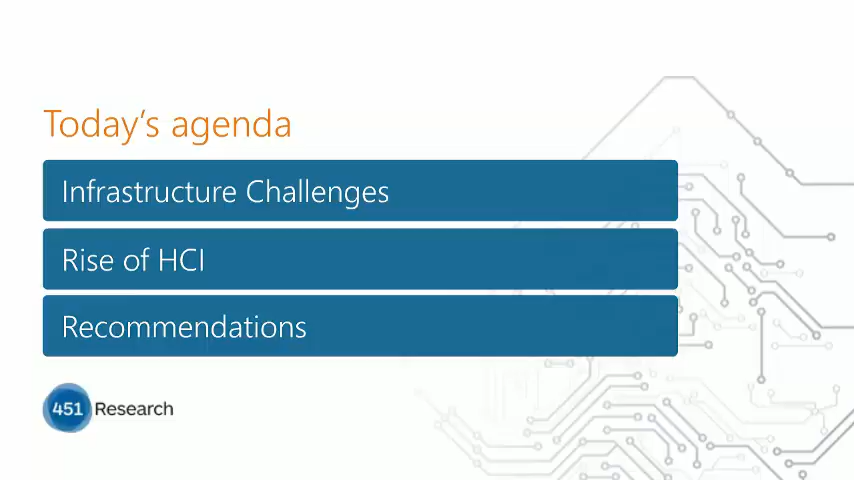 Today's agenda
Infrastructure Challenges
Rise of HCI
Recommendations
451 Research